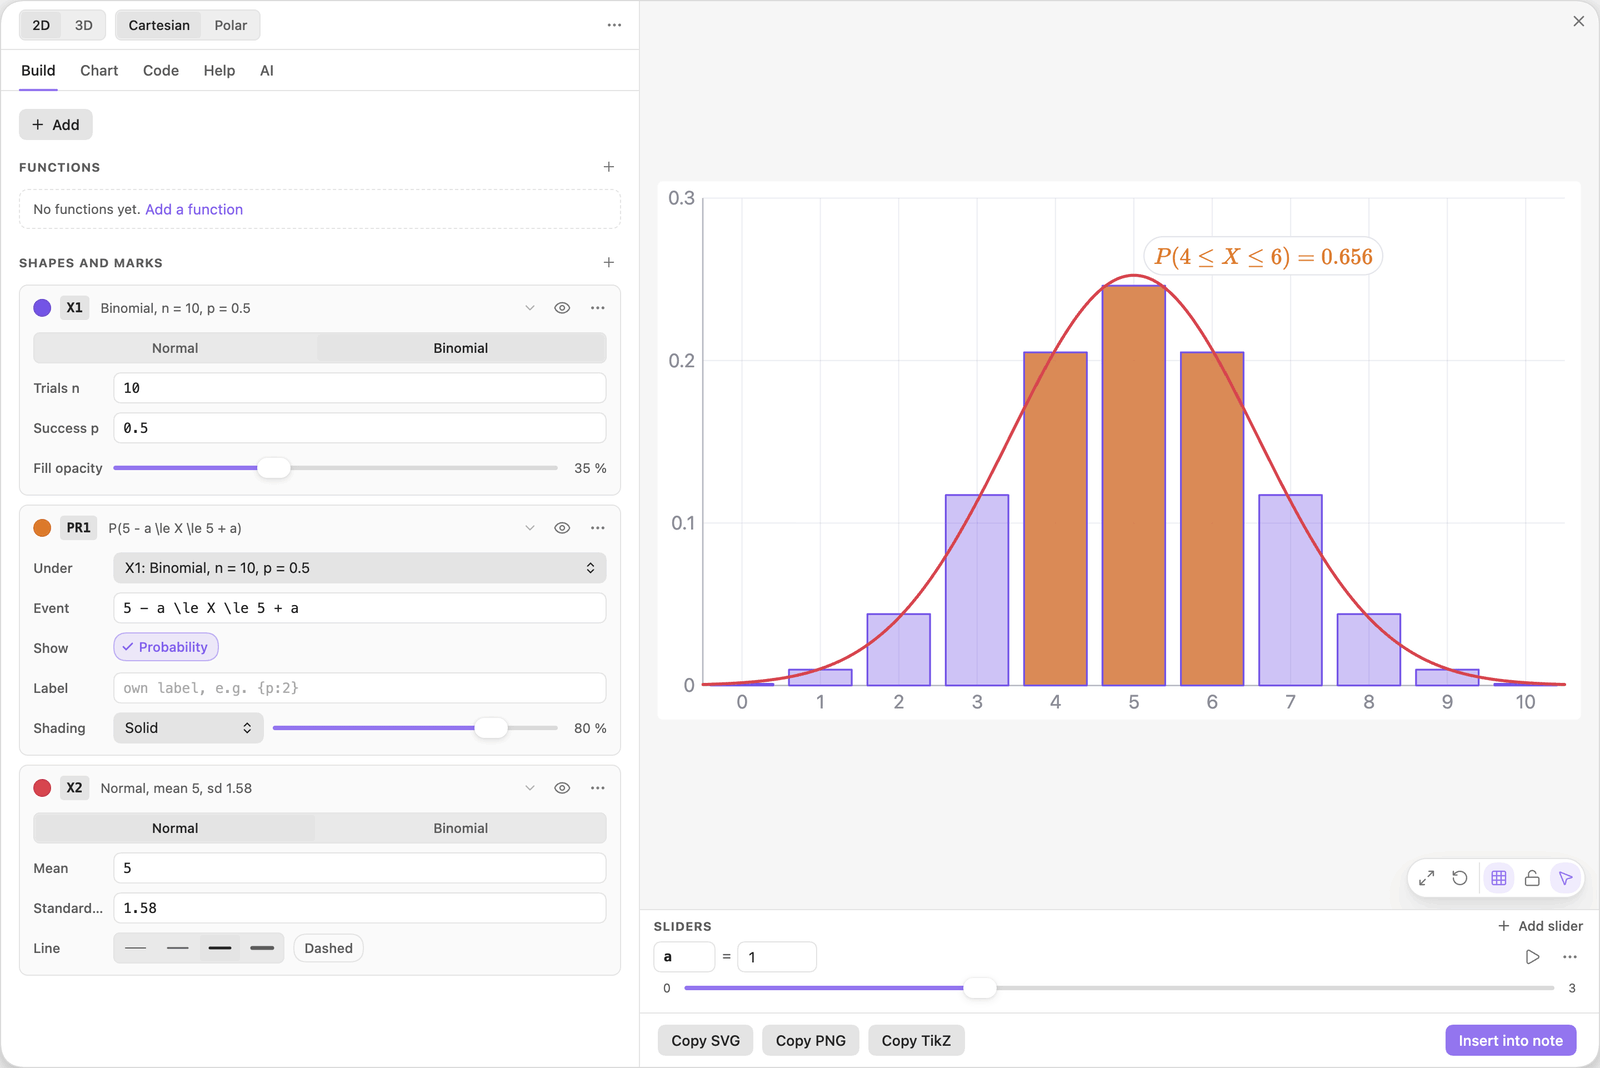 2D 3D Cartesian Polar
Build Chart Code Help AI
+ Add
FUNCTIONS
No functions yet. Add a function
SHAPES AND MARKS
X1 Binomial, n = 10, p = 0.5
Normal Binomial
Trials n 10
Success p 0.5
Fill opacity 35 %
PR1 P(5 - a \le X \le 5 + a)
Under X1: Binomial, n = 10, p = 0.5
Event 5 - a \le X \le 5 + a
Show Probability
Label own label, e.g. {p:2}
Shading Solid 80 %
X2 Normal, mean 5, sd 1.58
Normal Binomial
Mean 5
Standard... 1.58
Line Dashed
0.3
P(4 ≤ X ≤ 6) = 0.656
0.2
0.1
0
0 1 2 3 4 5 6 7 8 9 10
SLIDERS + Add slider
a = 1
0 3
Copy SVG Copy PNG Copy TikZ Insert into note